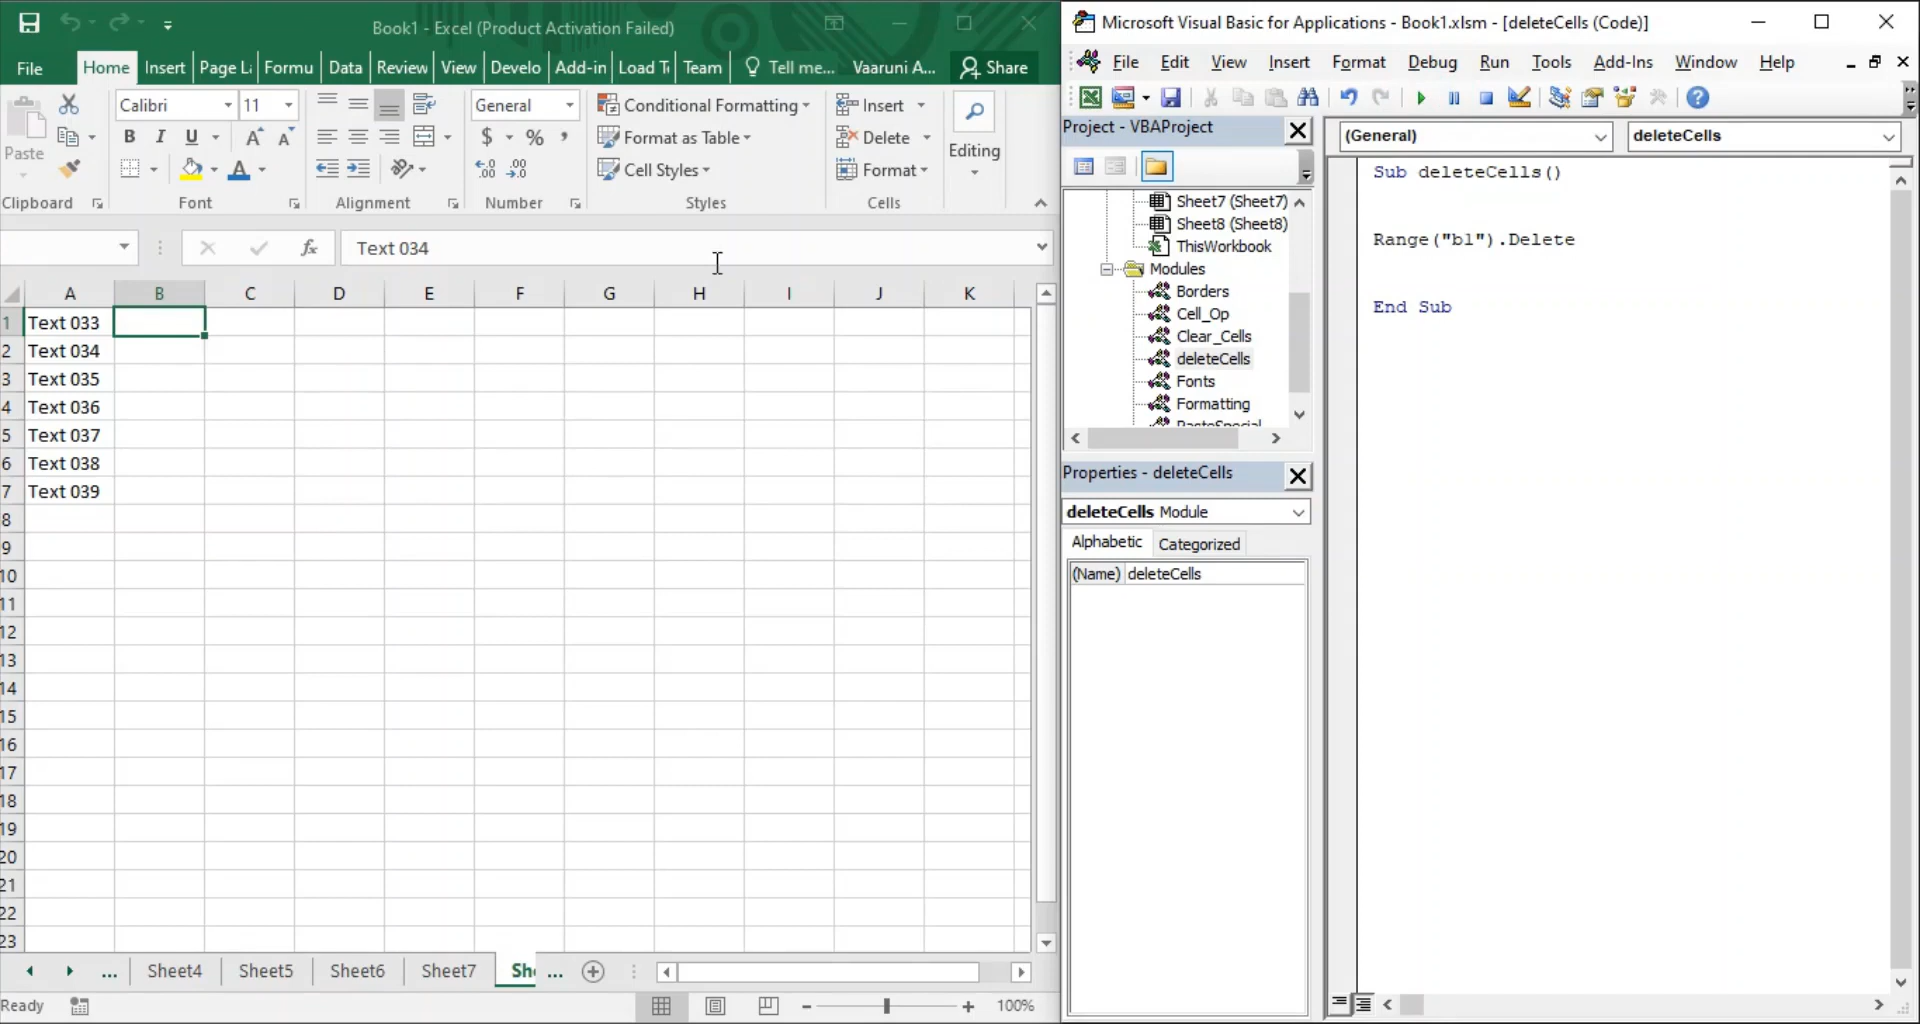 Book1 - Excel (Product Activation Failed)
File Home Insert Page L Formu Data Review View Develo Add-in Load T Team Tell me... Vaaruni A... Share
Paste
Calibri 11
B I U
General
$ % ,
Conditional Formatting
Format as Table
Cell Styles
Insert
Delete
Format
Editing
Clipboard Font Alignment Number Styles Cells
fx Text 034
A B C D E F G H I J K
1 Text 033
2 Text 034
3 Text 035
4 Text 036
5 Text 037
6 Text 038
7 Text 039
8
9
10
11
12
13
14
15
16
17
18
19
20
21
22
23
... Sheet4 Sheet5 Sheet6 Sheet7 She ...
Ready 100%
Microsoft Visual Basic for Applications - Book1.xlsm - [deleteCells (Code)]
File Edit View Insert Format Debug Run Tools Add-Ins Window Help
Project - VBAProject
Sheet7 (Sheet7)
Sheet8 (Sheet8)
ThisWorkbook
Modules
Borders
Cell_Op
Clear_Cells
deleteCells
Fonts
Formatting
PasteSpecial
Properties - deleteCells
deleteCells Module
Alphabetic Categorized
(Name) deleteCells
(General) deleteCells
Sub deleteCells()
Range("b1").Delete
End Sub